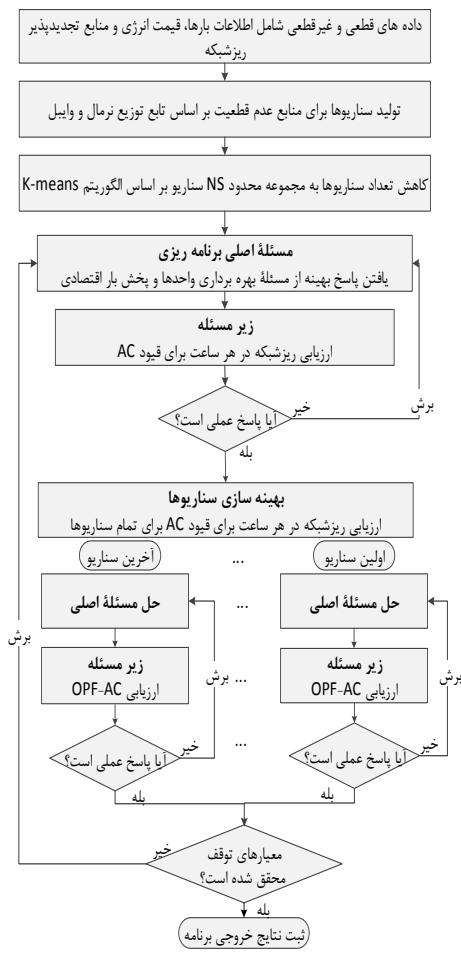 داده های قطعی و غیرقطعی شامل اطلاعات بارها، قیمت انرژی و منابع تجدیدپذیر
ریزشبکه
تولید سناریوها برای منابع عدم قطعیت بر اساس تابع توزیع نرمال و وایبل
کاهش تعداد سناریوها به مجموعه محدود NS سناریو بر اساس الگوریتم K-means
مسئلۀ اصلی برنامه ریزی
یافتن پاسخ بهینه از مسئلۀ بهره برداری واحدها و پخش بار اقتصادی
زیر مسئله
ارزیابی ریزشبکه در هر ساعت برای قیود AC
آیا پاسخ عملی است؟
خیر
برش
بله
بهینه سازی سناریوها
ارزیابی ریزشبکه در هر ساعت برای قیود AC برای تمام سناریوها
اولین سناریو
...
آخرین سناریو
حل مسئلۀ اصلی
...
حل مسئلۀ اصلی
برش
زیر مسئله
ارزیابی OPF-AC
برش
...
برش
زیر مسئله
ارزیابی OPF-AC
آیا پاسخ عملی است؟
خیر
...
آیا پاسخ عملی است؟
خیر
بله
بله
معیارهای توقف
محقق شده است؟
خیر
بله
ثبت نتایج خروجی برنامه